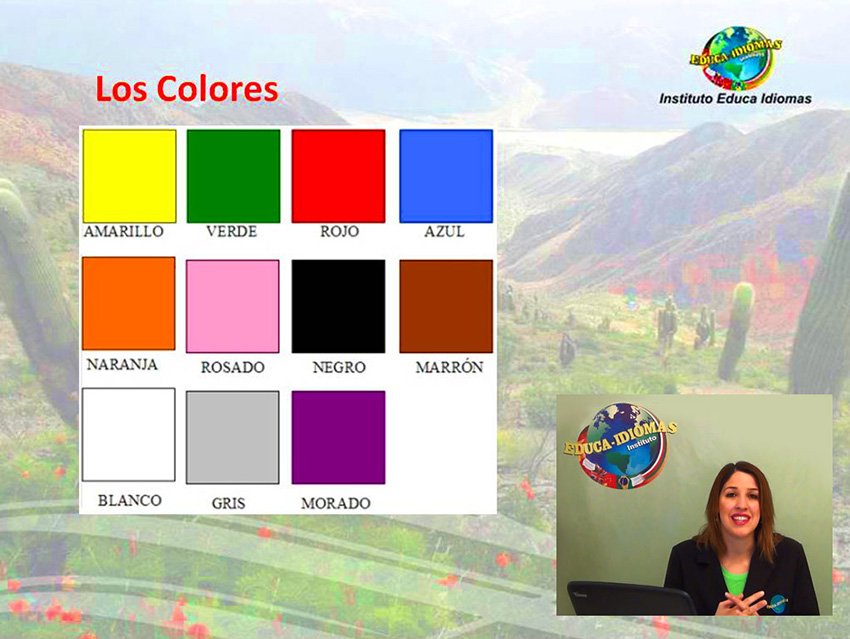 Los Colores
EDUCA-IDIOMAS
Instituto
Instituto Educa Idiomas
AMARILLO VERDE ROJO AZUL
NARANJA ROSADO NEGRO MARRÓN
BLANCO GRIS MORADO
EDUCA-IDIOMAS
Instituto